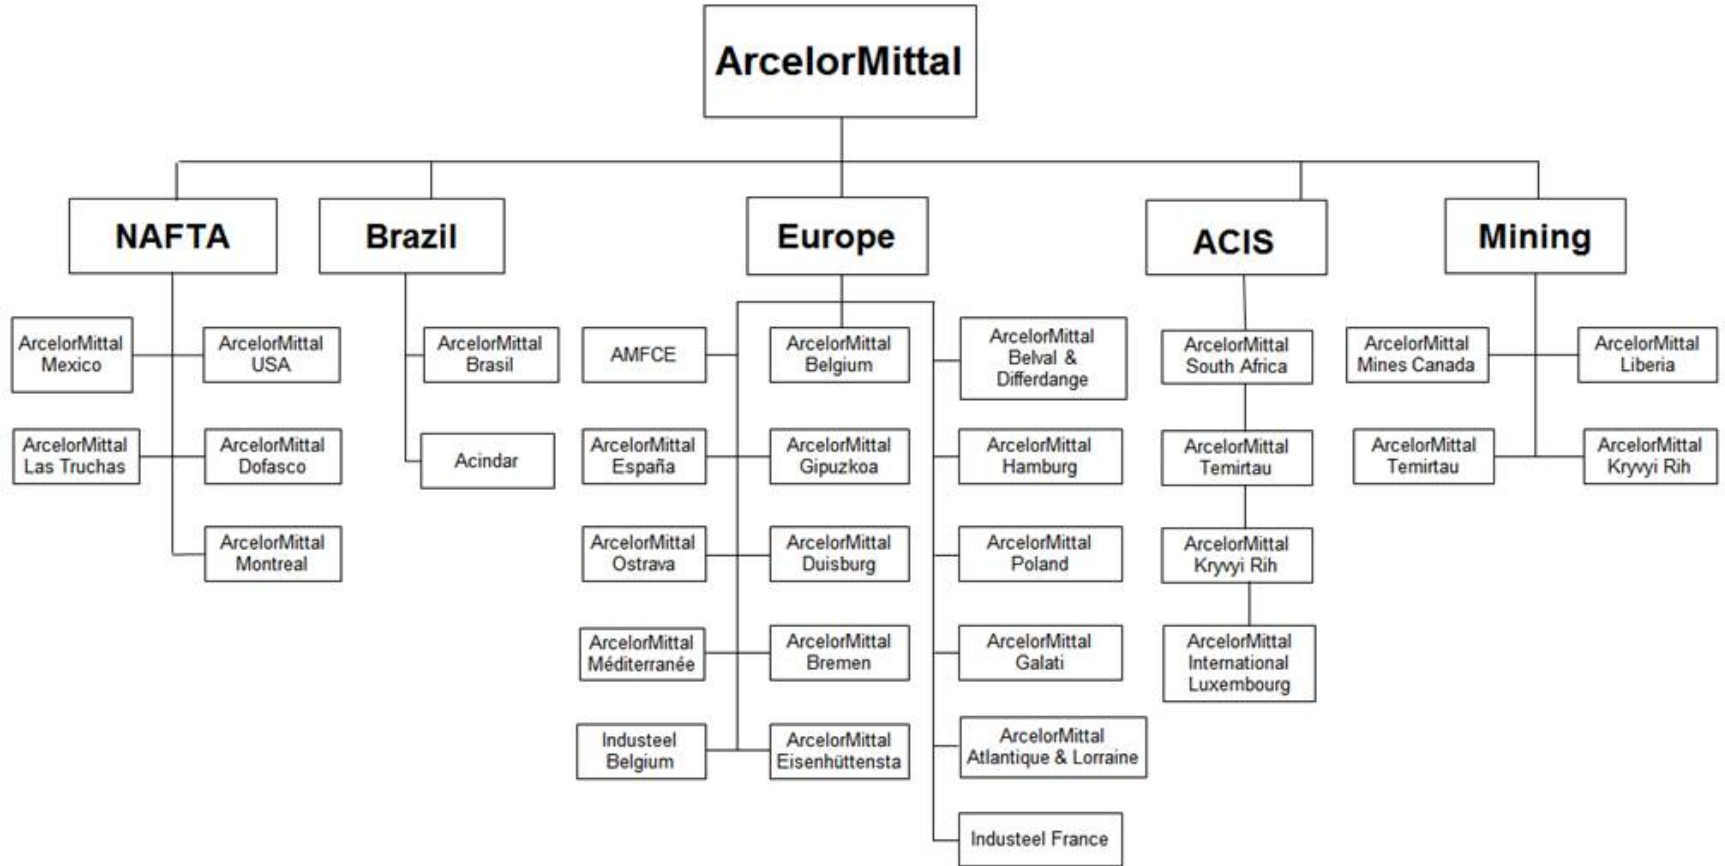 ArcelorMittal
NAFTA
Brazil
Europe
ACIS
Mining
ArcelorMittal
Mexico
ArcelorMittal
USA
ArcelorMittal
Las Truchas
ArcelorMittal
Dofasco
ArcelorMittal
Montreal
ArcelorMittal
Brasil
Acindar
AMFCE
ArcelorMittal
Belgium
ArcelorMittal
Belval &
Differdange
ArcelorMittal
España
ArcelorMittal
Gipuzkoa
ArcelorMittal
Hamburg
ArcelorMittal
Ostrava
ArcelorMittal
Duisburg
ArcelorMittal
Poland
ArcelorMittal
Méditerranée
ArcelorMittal
Bremen
ArcelorMittal
Galati
Industeel
Belgium
ArcelorMittal
Eisenhüttensta
ArcelorMittal
Atlantique & Lorraine
Industeel France
ArcelorMittal
South Africa
ArcelorMittal
Temirtau
ArcelorMittal
Kryvyi Rih
ArcelorMittal
International
Luxembourg
ArcelorMittal
Mines Canada
ArcelorMittal
Liberia
ArcelorMittal
Temirtau
ArcelorMittal
Kryvyi Rih